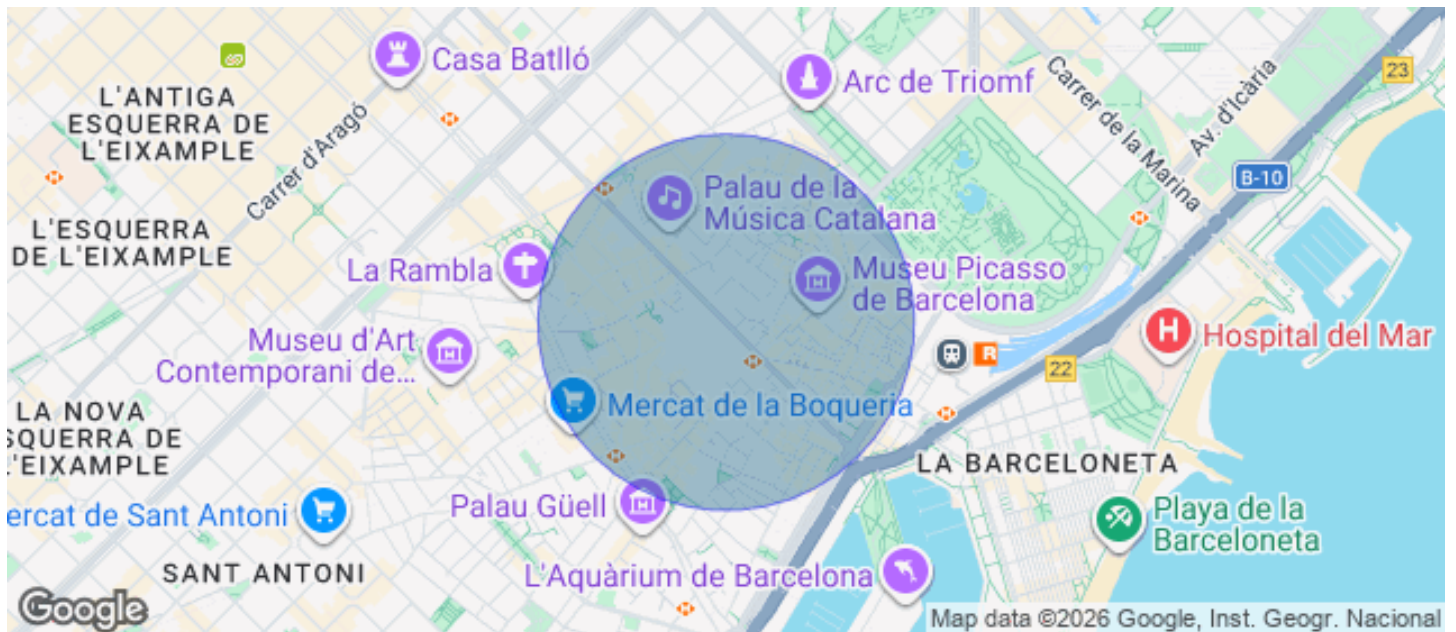 Casa Batlló
Arc de Triomf
23
L'ANTIGA
ESQUERRA DE
L'EIXAMPLE
Carrer d'Aragó
Carrer de la Marina
Av. d'Icària
B-10
Palau de la
Música Catalana
L'ESQUERRA
DE L'EIXAMPLE
La Rambla
Museu Picasso
de Barcelona
Museu d'Art
Contemporani de...
H
Hospital del Mar
R
22
LA NOVA
SQUERRA DE
L'EIXAMPLE
Mercat de la Boqueria
LA BARCELONETA
Palau Güell
ercat de Sant Antoni
Playa de la
Barceloneta
SANT ANTONI
L'Aquàrium de Barcelona
Google
Map data ©2026 Google, Inst. Geogr. Nacional